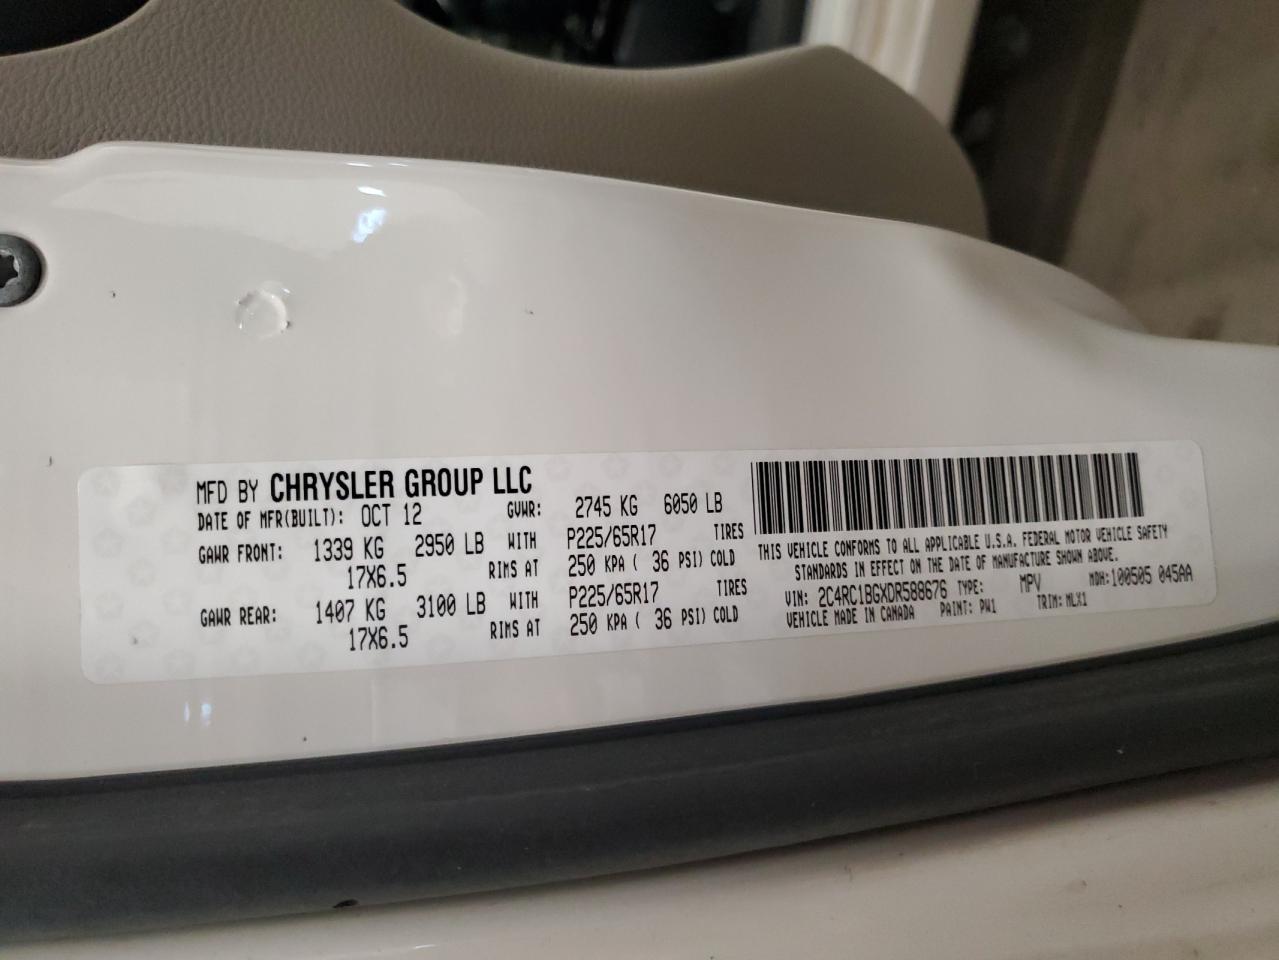 MFD BY CHRYSLER GROUP LLC
DATE OF MFR(BUILT): OCT 12 GVWR: 2745 KG 6050 LB
GAWR FRONT: 1339 KG 2950 LB WITH P225/65R17 TIRES
17X6.5 RIMS AT 250 KPA ( 36 PSI) COLD
GAWR REAR: 1407 KG 3100 LB WITH P225/65R17 TIRES
17X6.5 RIMS AT 250 KPA ( 36 PSI) COLD
THIS VEHICLE CONFORMS TO ALL APPLICABLE U.S.A. FEDERAL MOTOR VEHICLE SAFETY
STANDARDS IN EFFECT ON THE DATE OF MANUFACTURE SHOWN ABOVE.
VIN: 2C4RC1BGXDR588676 TYPE: MPV MDH:100505 045AA
VEHICLE MADE IN CANADA PAINT: PW1 TRIM: MLX1